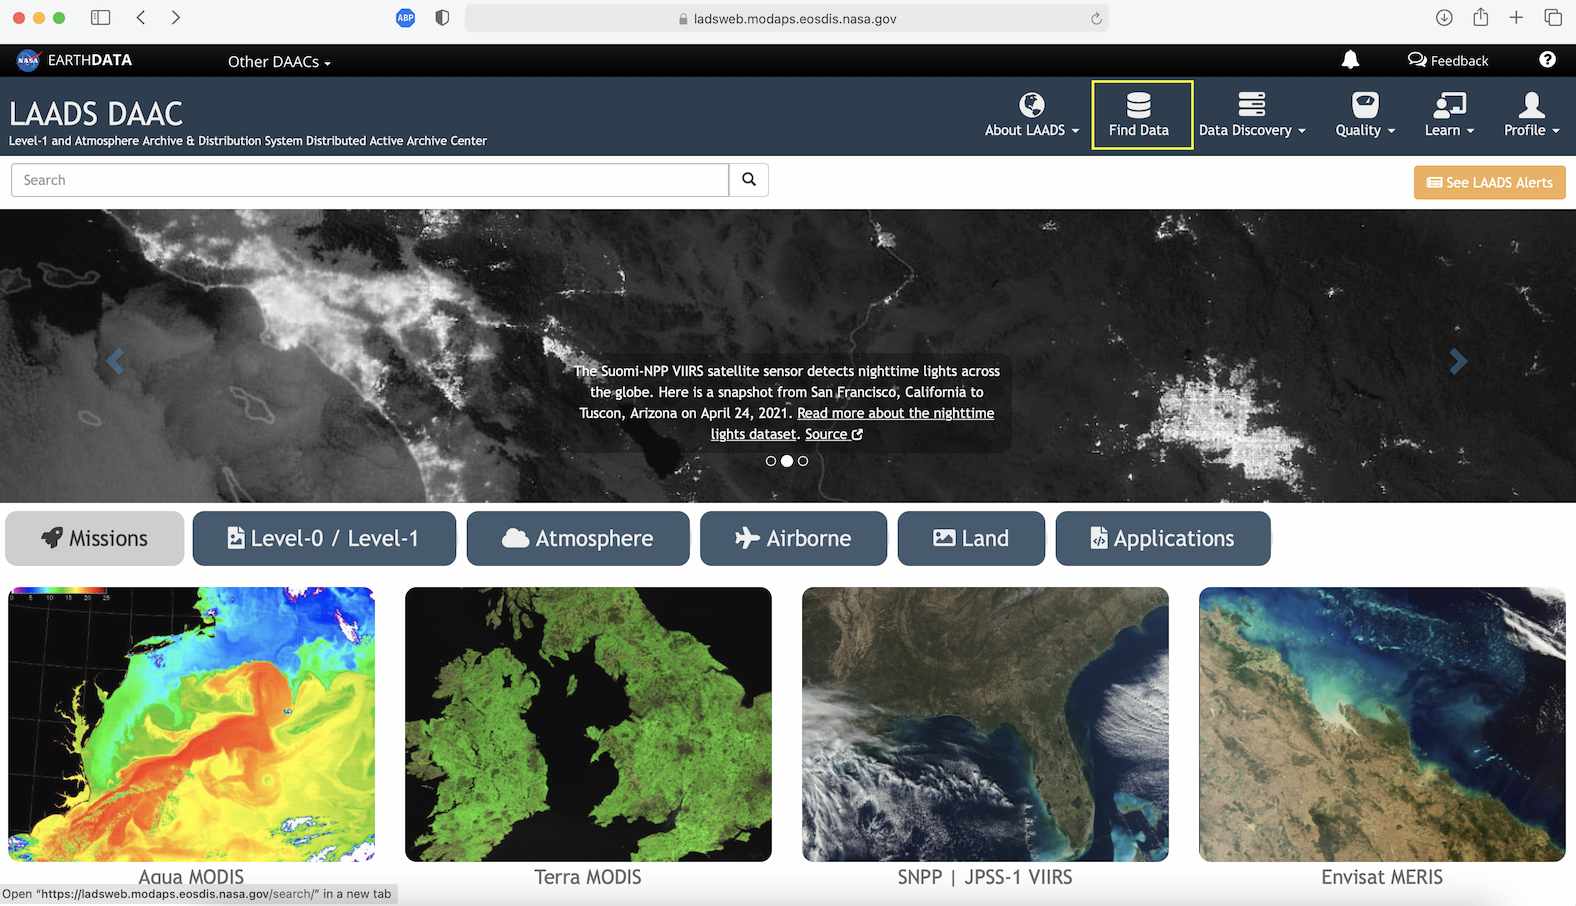 ABP
ladsweb.modaps.eosdis.nasa.gov
NASA EARTHDATA
Other DAACs
Feedback
?
LAADS DAAC
Level-1 and Atmosphere Archive & Distribution System Distributed Active Archive Center
About LAADS
Find Data
Data Discovery
Quality
Learn
Profile
Search
See LAADS Alerts
The Suomi-NPP VIIRS satellite sensor detects nighttime lights across
the globe. Here is a snapshot from San Francisco, California to
Tuscon, Arizona on April 24, 2021. Read more about the nighttime
lights dataset. Source
Missions
Level-0 / Level-1
Atmosphere
Airborne
Land
Applications
0 5 10 15 20 25
Aqua MODIS
Terra MODIS
SNPP | JPSS-1 VIIRS
Envisat MERIS
Open “https://ladsweb.modaps.eosdis.nasa.gov/search/” in a new tab